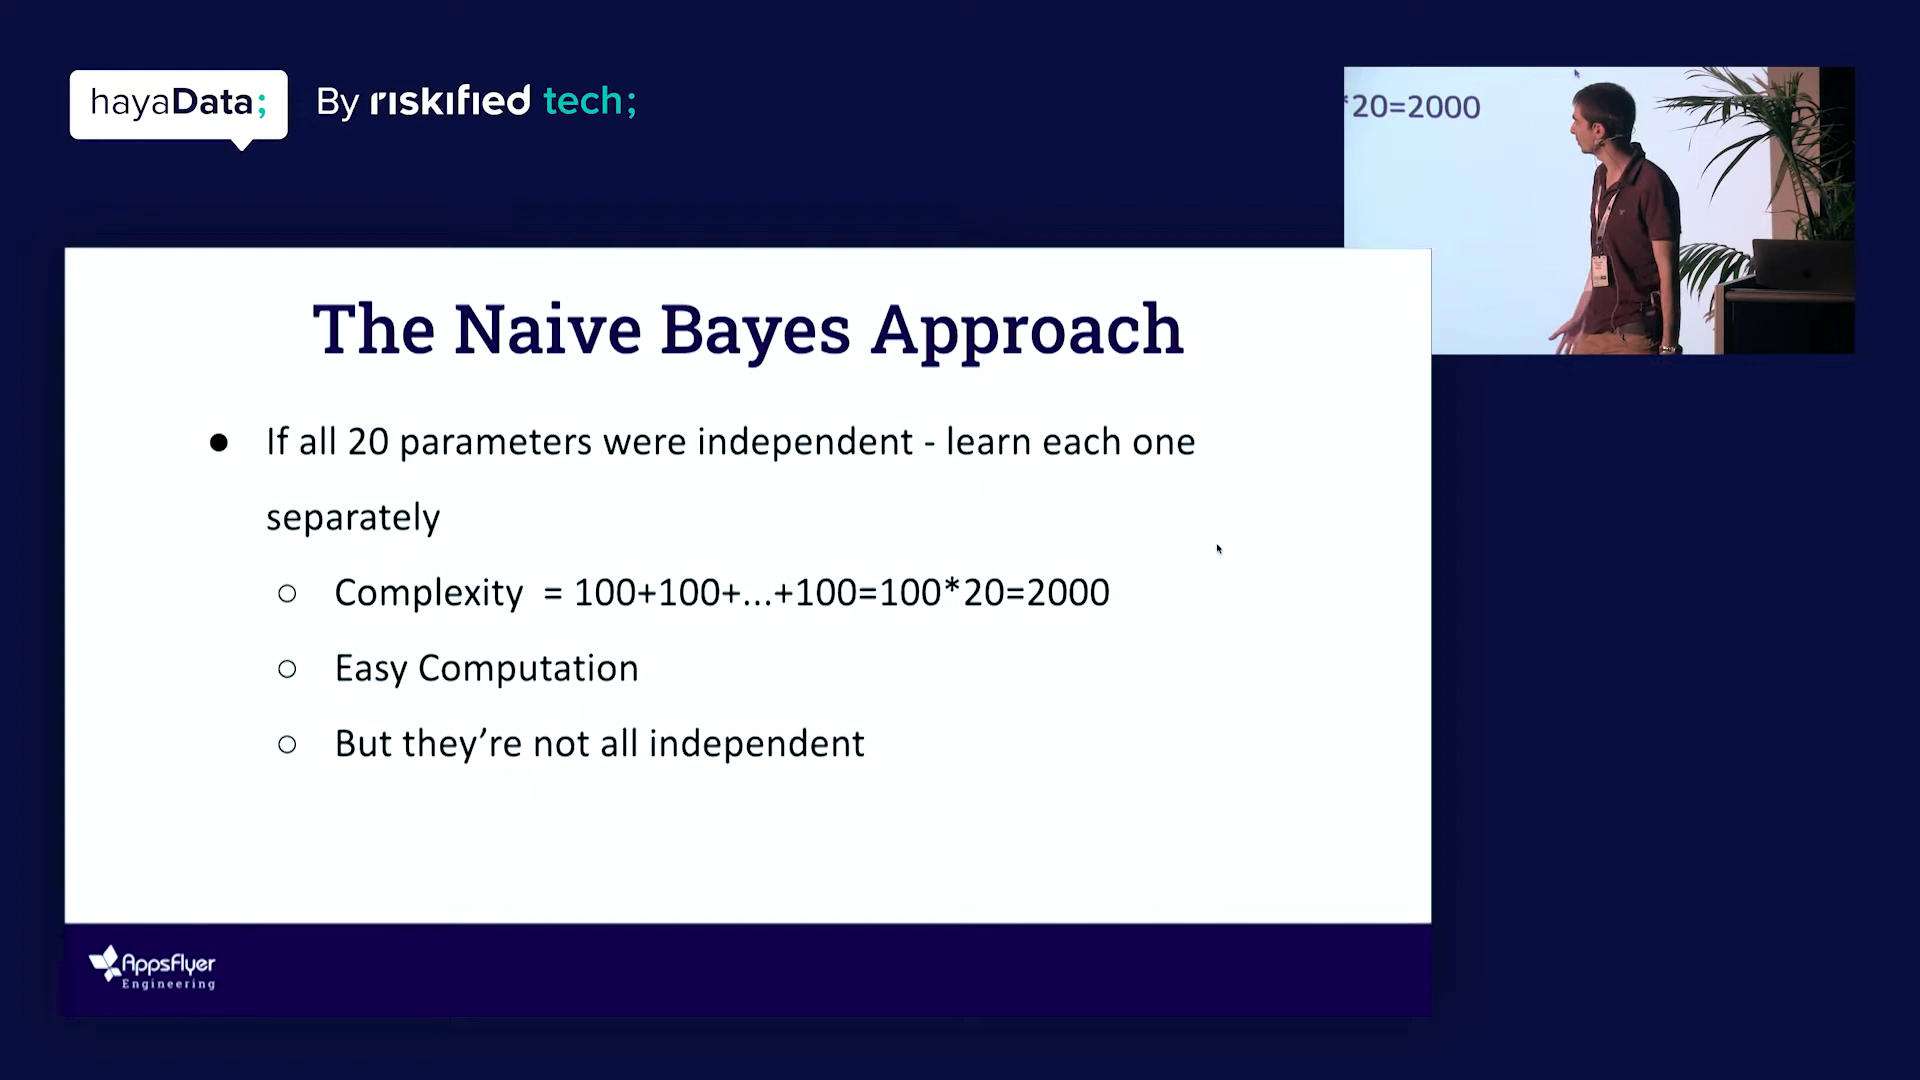 hayaData; By riskified tech;
*20=2000
The Naive Bayes Approach
● If all 20 parameters were independent - learn each one
separately
○ Complexity = 100+100+...+100=100*20=2000
○ Easy Computation
○ But they’re not all independent
AppsFlyer
Engineering